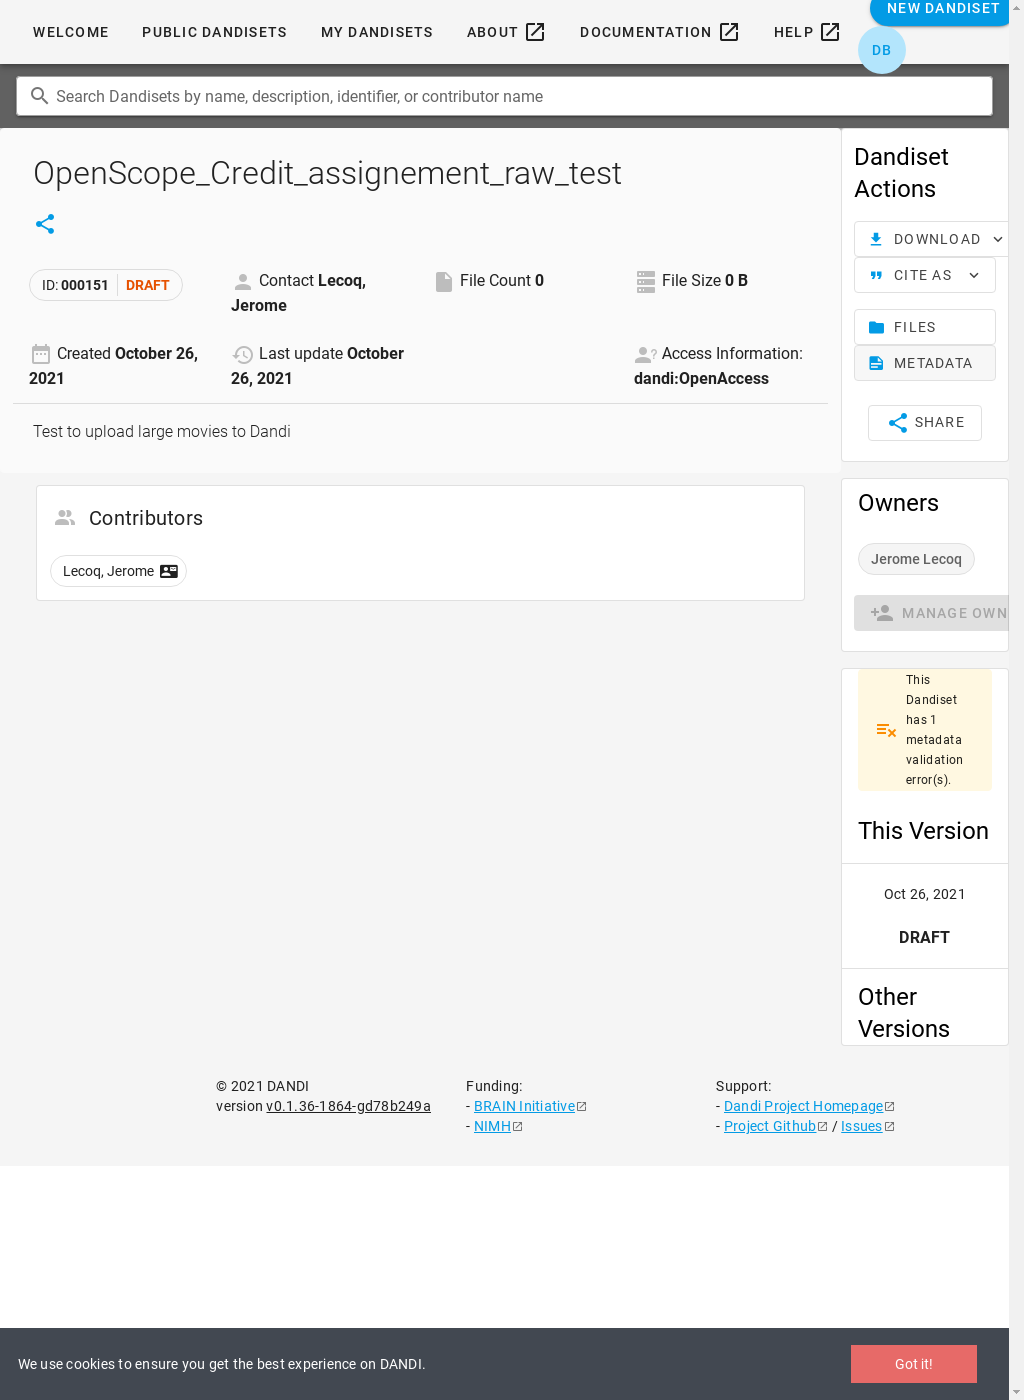 NEW DANDISET
WELCOME
PUBLIC DANDISETS
MY DANDISETS
ABOUT
DOCUMENTATION
HELP
DB
Search Dandisets by name, description, identifier, or contributor name
OpenScope_Credit_assignement_raw_test
ID: 000151 DRAFT
Contact Lecoq,
Jerome
File Count 0
File Size 0 B
Created October 26,
2021
Last update October
26, 2021
Access Information:
dandi:OpenAccess
Test to upload large movies to Dandi
Contributors
Lecoq, Jerome
Dandiset
Actions
DOWNLOAD
CITE AS
FILES
METADATA
SHARE
Owners
Jerome Lecoq
MANAGE OWN
This
Dandiset
has 1
metadata
validation
error(s).
This Version
Oct 26, 2021
DRAFT
Other
Versions
© 2021 DANDI
version v0.1.36-1864-gd78b249a
Funding:
- BRAIN Initiative
- NIMH
Support:
- Dandi Project Homepage
- Project Github / Issues
We use cookies to ensure you get the best experience on DANDI.
Got it!